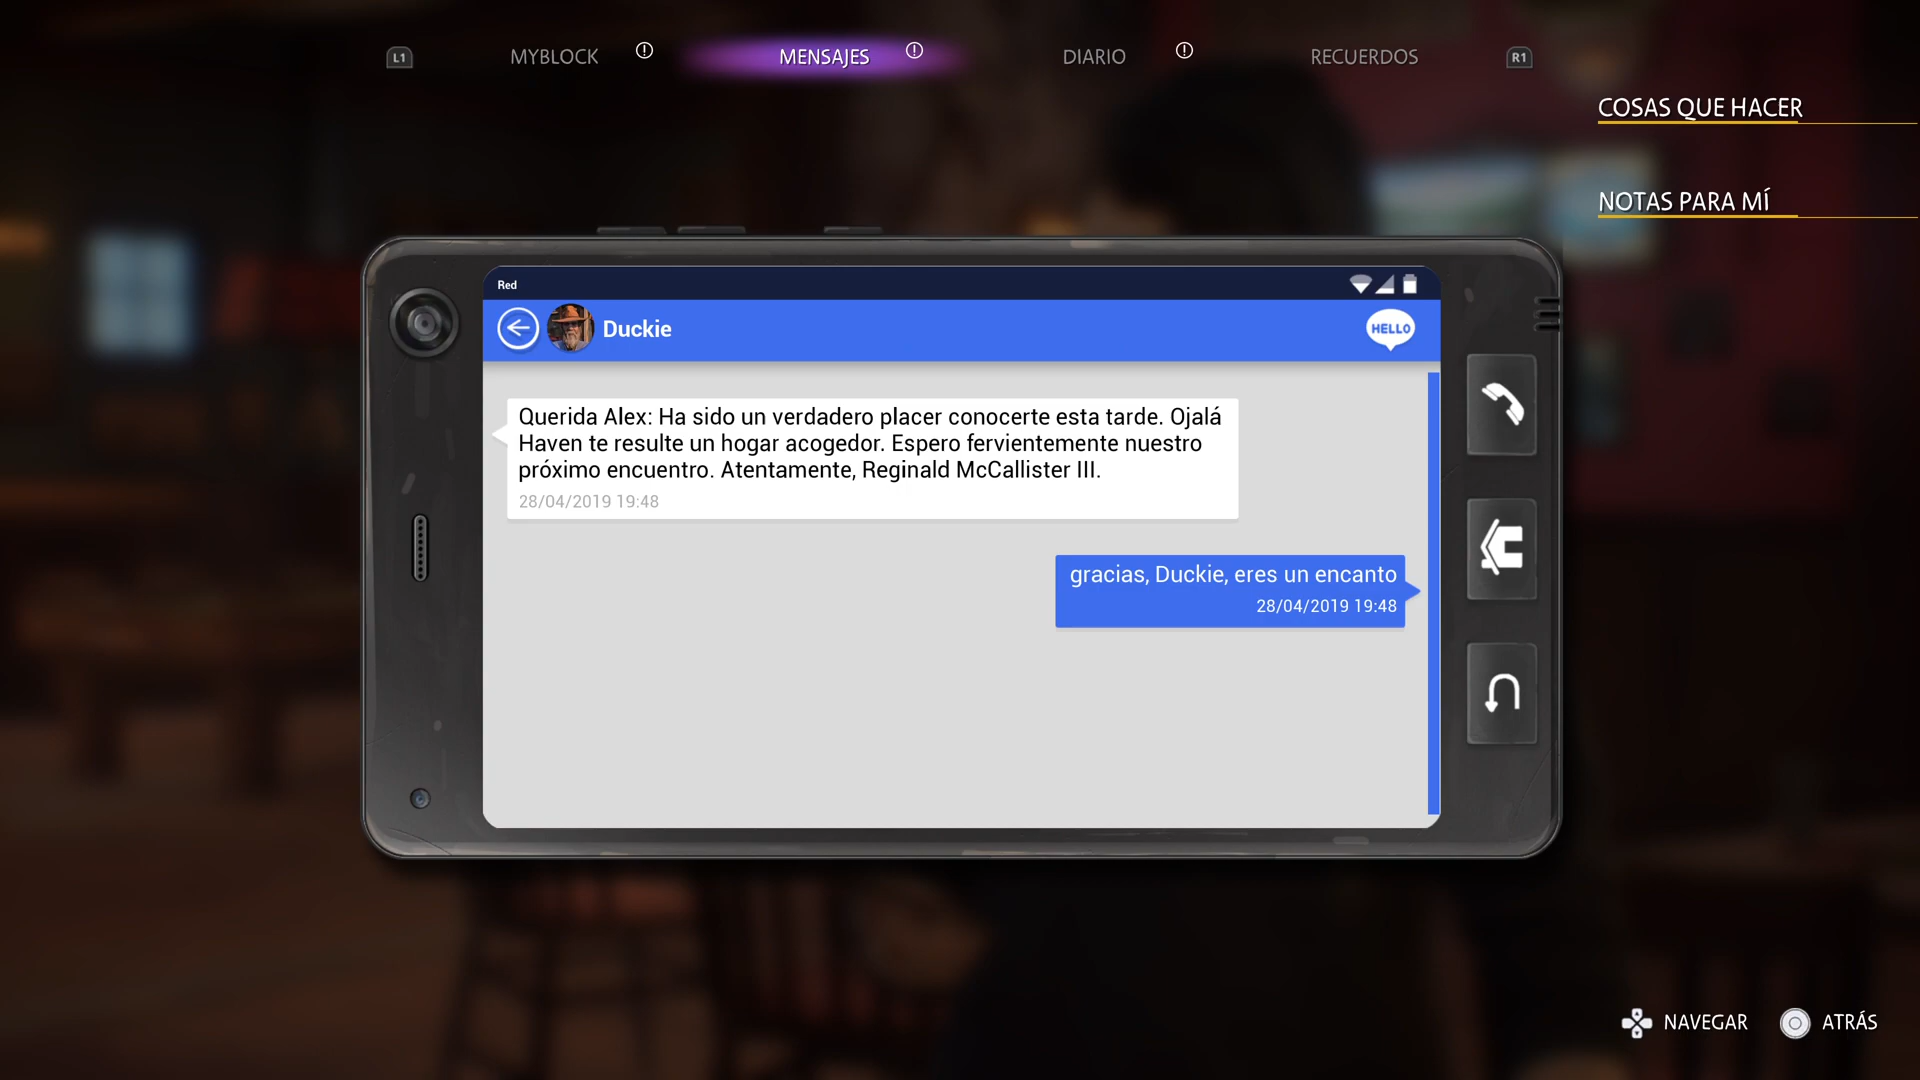 L1
MYBLOCK
MENSAJES
DIARIO
RECUERDOS
R1
COSAS QUE HACER
NOTAS PARA MÍ
Red
Duckie
HELLO
Querida Alex: Ha sido un verdadero placer conocerte esta tarde. Ojalá
Haven te resulte un hogar acogedor. Espero fervientemente nuestro
próximo encuentro. Atentamente, Reginald McCallister III.
28/04/2019 19:48
gracias, Duckie, eres un encanto
28/04/2019 19:48
NAVEGAR
ATRÁS